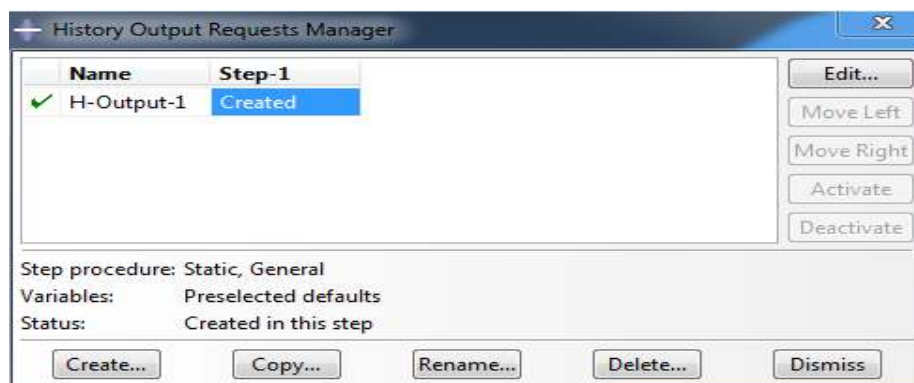 History Output Requests Manager
Name Step-1 Edit...
H-Output-1 Created
Move Left
Move Right
Activate
Deactivate
Step procedure: Static, General
Variables: Preselected defaults
Status: Created in this step
Create... Copy... Rename... Delete... Dismiss